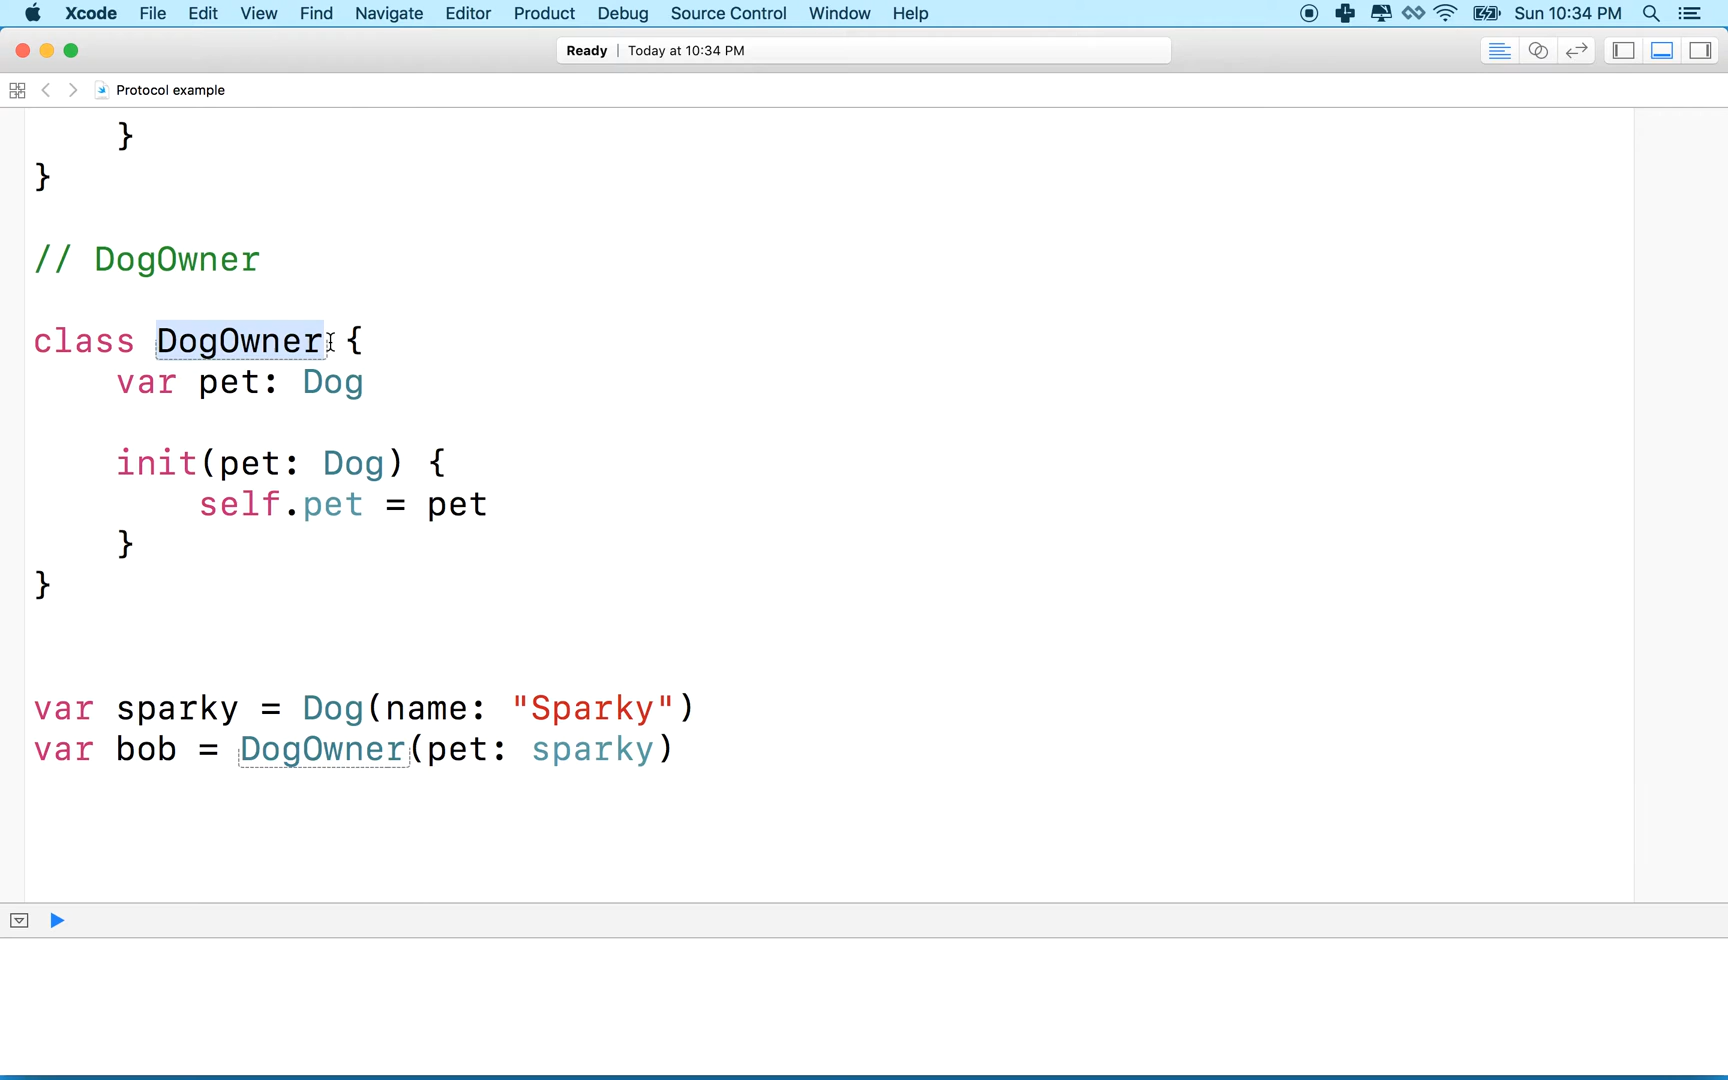 Xcode File Edit View Find Navigate Editor Product Debug Source Control Window Help Sun 10:34 PM
Ready | Today at 10:34 PM
Protocol example
}
}
// DogOwner
class DogOwner {
var pet: Dog
init(pet: Dog) {
self.pet = pet
}
}
var sparky = Dog(name: "Sparky")
var bob = DogOwner(pet: sparky)